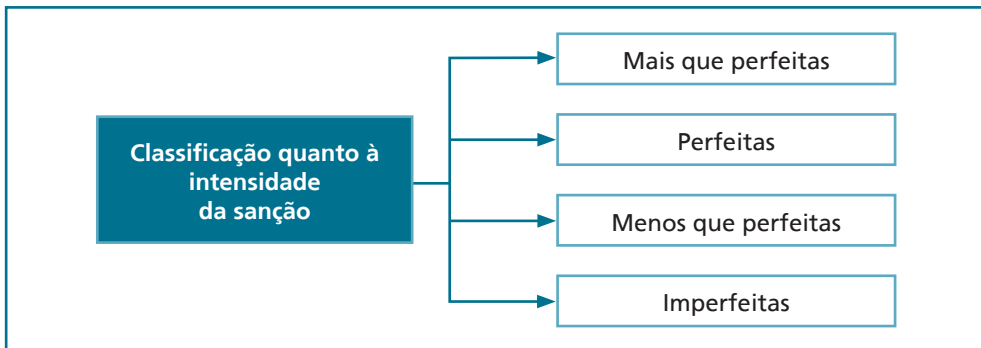 Classificação quanto à
intensidade
da sanção
Mais que perfeitas
Perfeitas
Menos que perfeitas
Imperfeitas